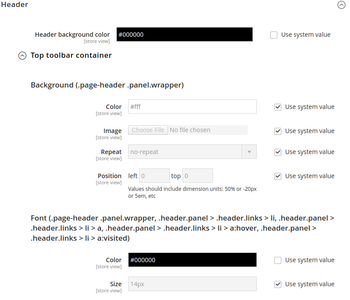 Header
Header background color
[store view]
#000000
Use system value
Top toolbar container
Background (.page-header .panel.wrapper)
Color
[store view]
#fff
Use system value
Image
[store view]
Choose File No file chosen
Use system value
Repeat
[store view]
no-repeat
Use system value
Position
[store view]
left 0 top 0
Use system value
Values should include dimension units: 50% or -20px
or 5em, etc
Font (.page-header .panel.wrapper, .header.panel > .header.links > li, .header.panel >
.header.links > li > a, .header.panel > .header.links > li > a:hover, .header.panel >
.header.links > li > a:visited)
Color
[store view]
#000000
Use system value
Size
[store view]
14px
Use system value